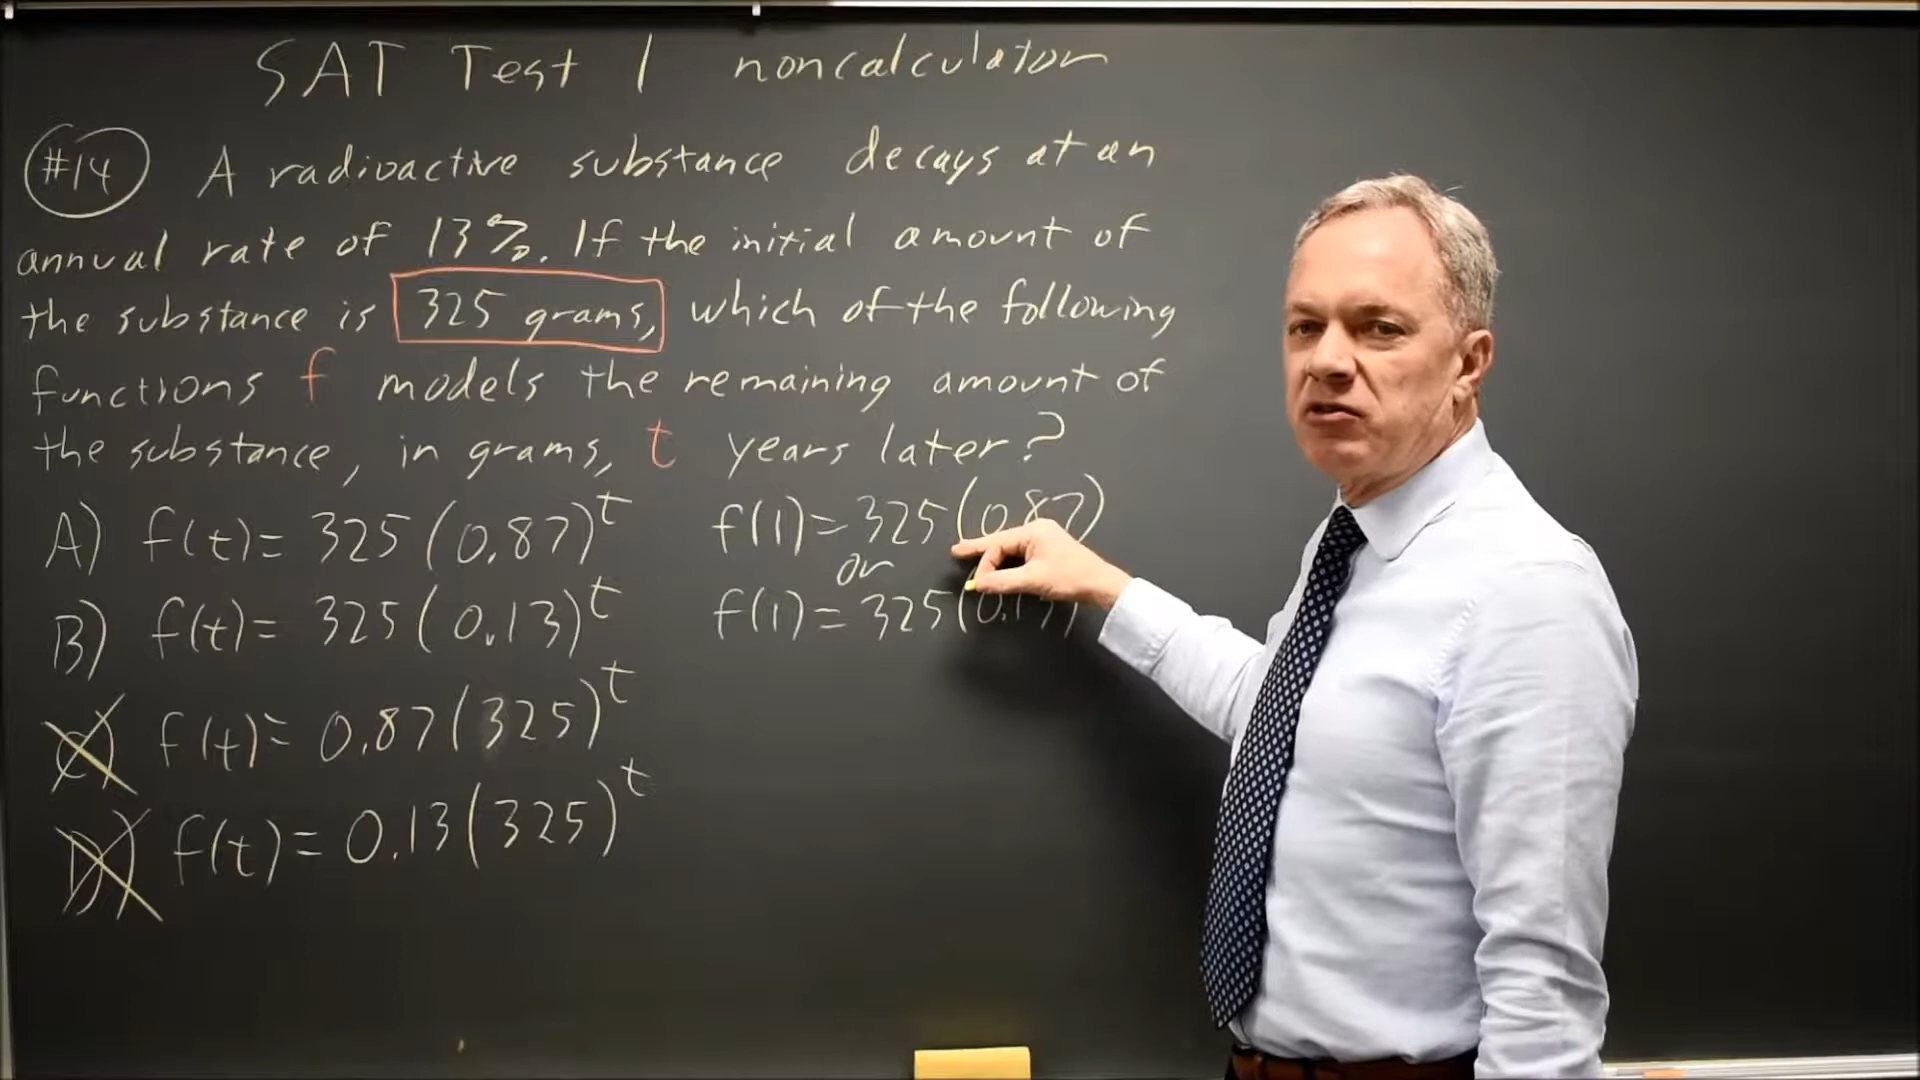 SAT Test 1 noncalculator
#14 A radioactive substance decays at an
annual rate of 13%. If the initial amount of
the substance is 325 grams, which of the following
functions f models the remaining amount of
the substance, in grams, t years later?
A) f(t) = 325(0.87)^t
f(1) = 325(0.87)
or
B) f(t) = 325(0.13)^t
f(1) = 325(0.13)
C) f(t) = 0.87(325)^t
D) f(t) = 0.13(325)^t